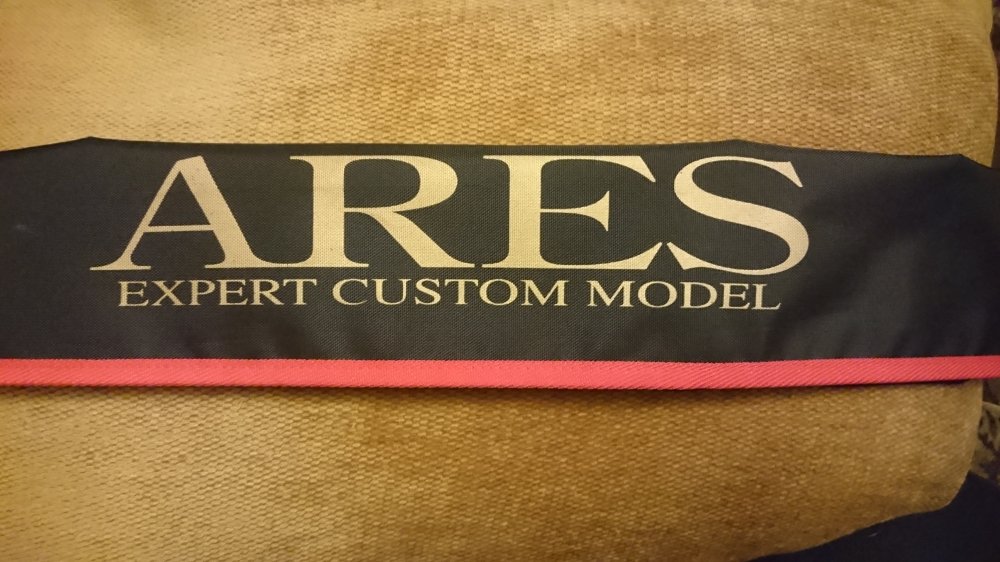 ARES
EXPERT CUSTOM MODEL